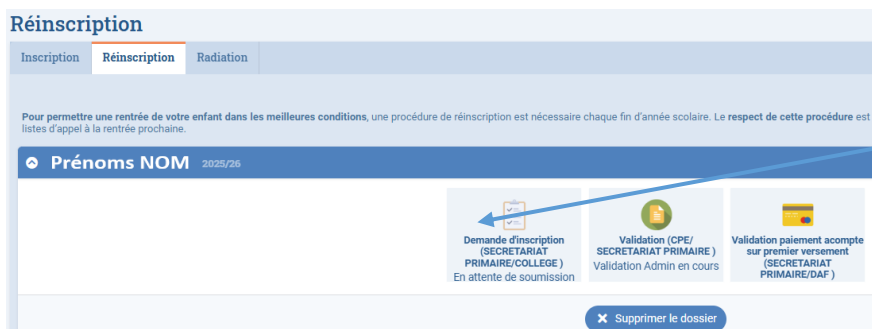 Réinscription
Inscription Réinscription Radiation
Pour permettre une rentrée de votre enfant dans les meilleures conditions, une procédure de réinscription est nécessaire chaque fin d'année scolaire. Le respect de cette procédure est
listes d'appel à la rentrée prochaine.
Prénoms NOM 2025/26
Demande d'inscription
(SECRETARIAT
PRIMAIRE/COLLEGE )
En attente de soumission
Validation (CPE/
SECRETARIAT PRIMAIRE )
Validation Admin en cours
Validation paiement acompte
sur premier versement
(SECRETARIAT
PRIMAIRE/DAF )
Supprimer le dossier